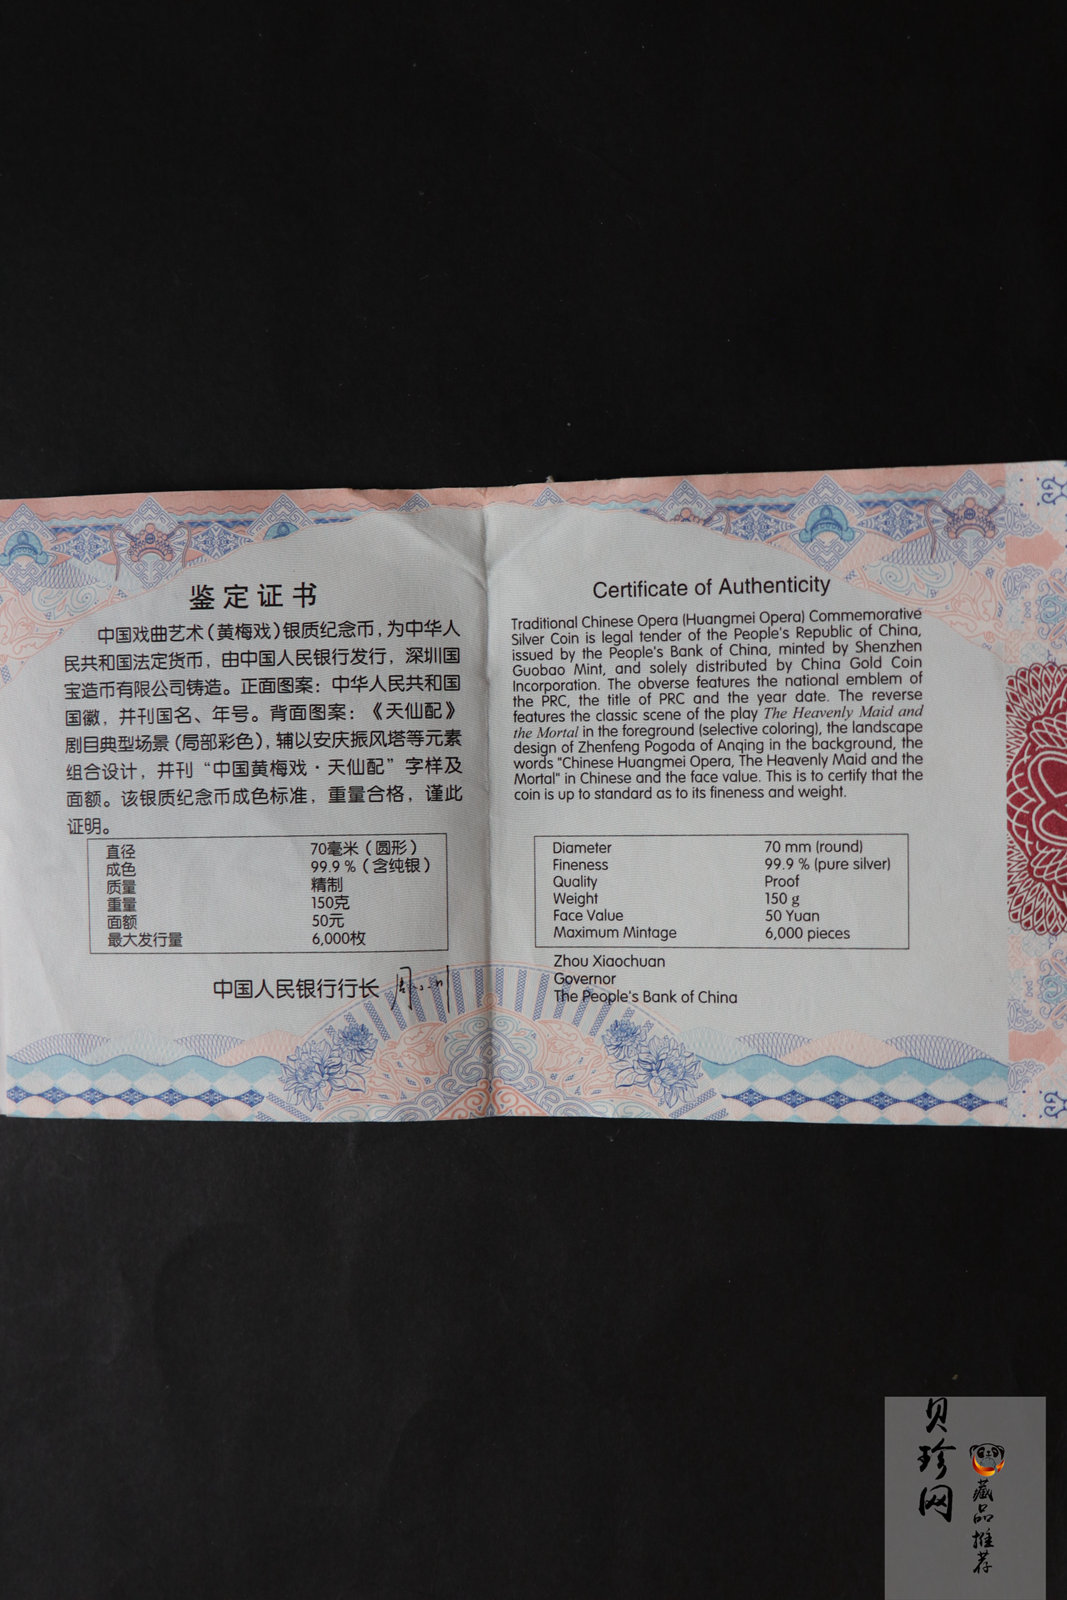 鉴定证书
中国戏曲艺术(黄梅戏)银质纪念币,为中华人
民共和国法定货币,由中国人民银行发行,深圳国
宝造币有限公司铸造。正面图案:中华人民共和国
国徽,并刊国名、年号。背面图案:《天仙配》
剧目典型场景(局部彩色),辅以安庆振风塔等元素
组合设计,并刊“中国黄梅戏·天仙配”字样及
面额。该银质纪念币成色标准,重量合格,谨此
证明。
直径 70毫米(圆形)
成色 99.9%(含纯银)
质量 精制
重量 150克
面额 50元
最大发行量 6,000枚
中国人民银行行长 周小川
Certificate of Authenticity
Traditional Chinese Opera (Huangmei Opera) Commemorative
Silver Coin is legal tender of the People's Republic of China,
issued by the People's Bank of China, minted by Shenzhen
Guobao Mint, and solely distributed by China Gold Coin
Incorporation. The obverse features the national emblem of
the PRC, the title of PRC and the year date. The reverse
features the classic scene of the play The Heavenly Maid and
the Mortal in the foreground (selective coloring), the landscape
design of Zhenfeng Pogoda of Anqing in the background, the
words "Chinese Huangmei Opera, The Heavenly Maid and the
Mortal" in Chinese and the face value. This is to certify that the
coin is up to standard as to its fineness and weight.
Diameter 70 mm (round)
Fineness 99.9 % (pure silver)
Quality Proof
Weight 150 g
Face Value 50 Yuan
Maximum Mintage 6,000 pieces
Zhou Xiaochuan
Governor
The People's Bank of China
贝珍网
藏品推荐